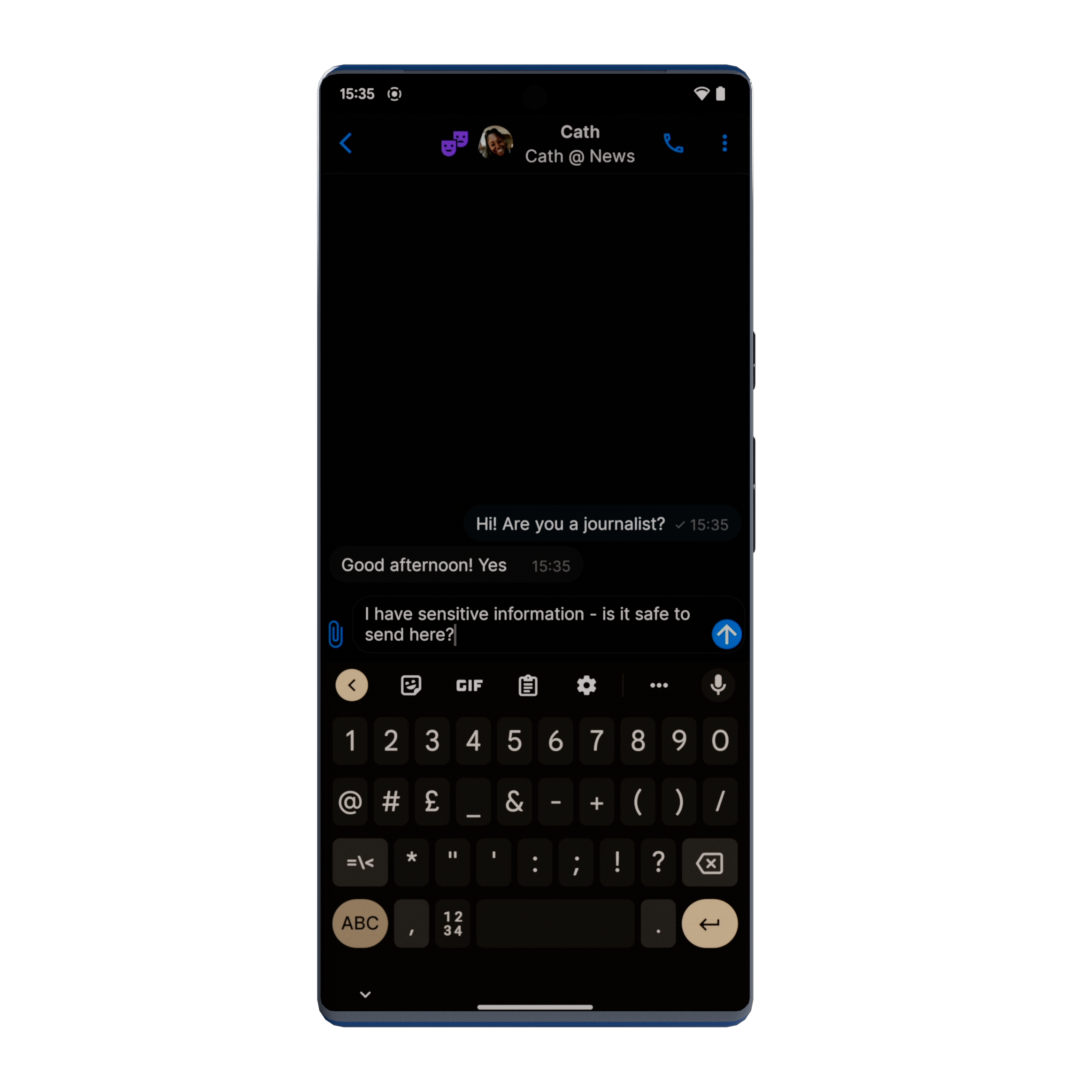 15:35
Cath
Cath @ News
Hi! Are you a journalist? ✓ 15:35
Good afternoon! Yes 15:35
I have sensitive information - is it safe to
send here?
GIF
1 2 3 4 5 6 7 8 9 0
@ # £ _ & - + ( ) /
=\< * " ' : ; ! ?
ABC , 12 .
34